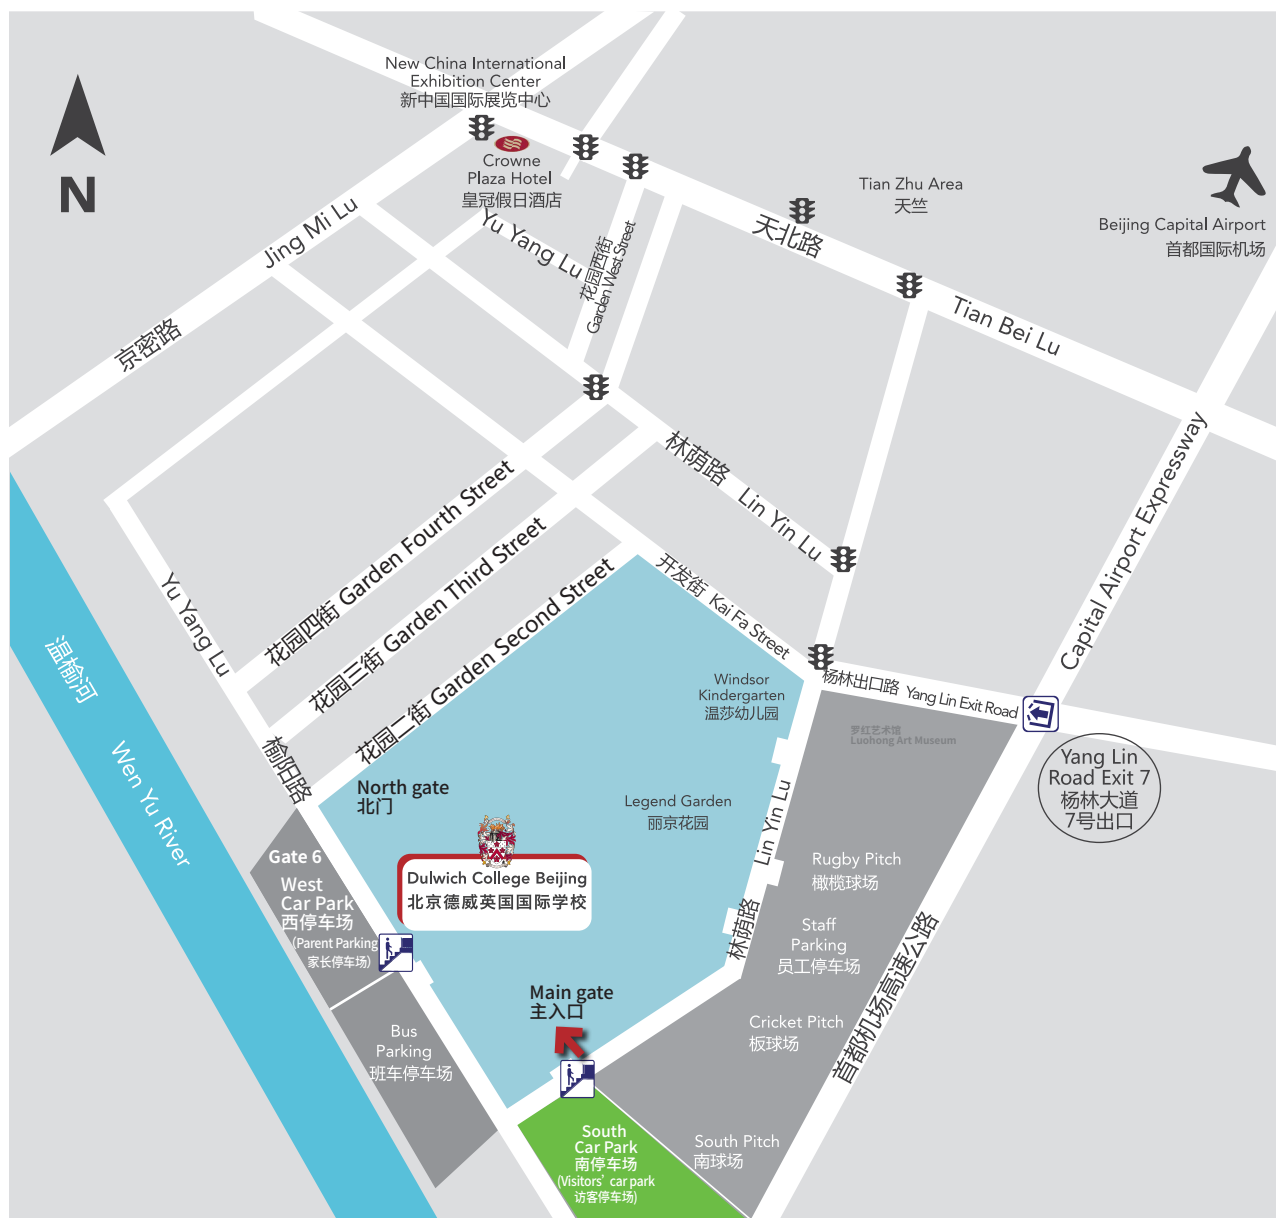 New China International
Exhibition Center
新中国国际展览中心
N
Crowne
Plaza Hotel
皇冠假日酒店
Tian Zhu Area
天竺
Beijing Capital Airport
首都国际机场
Jing Mi Lu
京密路
Yu Yang Lu
花园西街
Garden West Street
天北路
Tian Bei Lu
林荫路 Lin Yin Lu
Capital Airport Expressway
花园四街 Garden Fourth Street
花园三街 Garden Third Street
花园二街 Garden Second Street
开发街 Kai Fa Street
Yu Yang Lu
榆阳路
温榆河
Wen Yu River
Windsor
Kindergarten
温莎幼儿园
杨林出口路 Yang Lin Exit Road
罗红艺术馆
Luohong Art Museum
Yang Lin
Road Exit 7
杨林大道
7号出口
North gate
北门
Legend Garden
丽京花园
Lin Yin Lu
林荫路
Dulwich College Beijing
北京德威英国国际学校
Gate 6
West
Car Park
西停车场
(Parent Parking
家长停车场)
Rugby Pitch
橄榄球场
Staff
Parking
员工停车场
首都机场高速公路
Main gate
主入口
Cricket Pitch
板球场
Bus
Parking
班车停车场
South
Car Park
南停车场
(Visitors' car park
访客停车场)
South Pitch
南球场